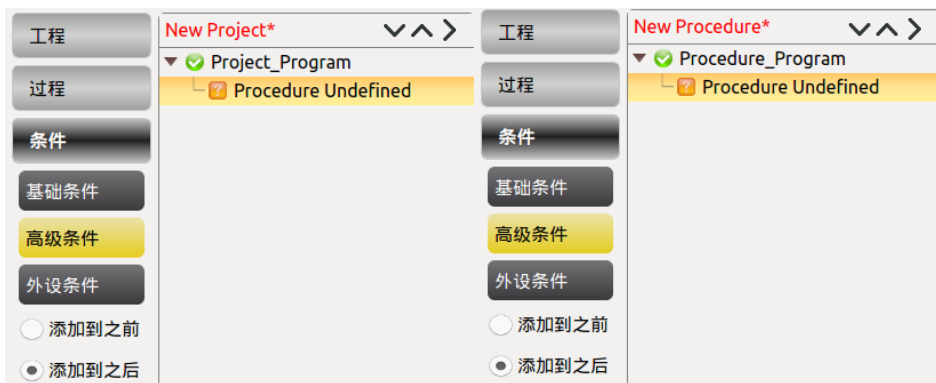 工程
过程
条件
基础条件
高级条件
外设条件
添加到之前
添加到之后
New Project*
Project_Program
Procedure Undefined
工程
过程
条件
基础条件
高级条件
外设条件
添加到之前
添加到之后
New Procedure*
Procedure_Program
Procedure Undefined